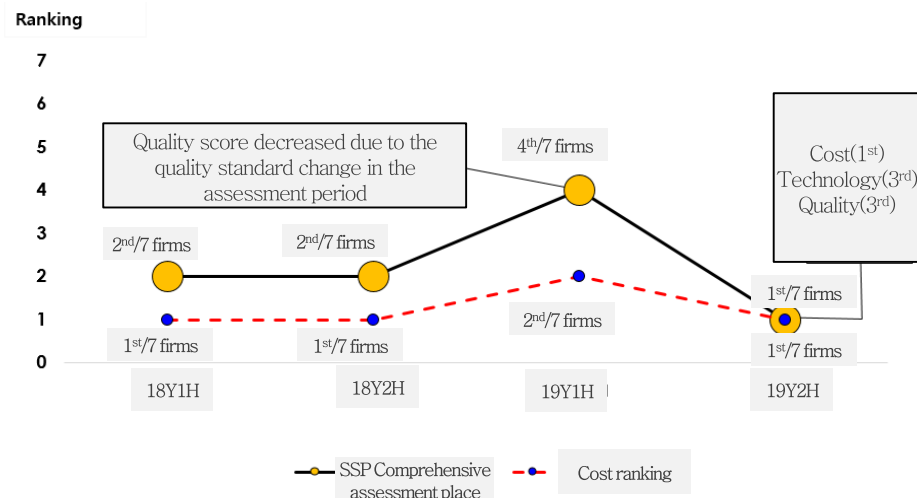 Ranking
7
6
5
4
3
2
1
0
Quality score decreased due to the
quality standard change in the
assessment period
4th/7 firms
Cost(1st)
Technology(3rd)
Quality(3rd)
2nd/7 firms
2nd/7 firms
1st/7 firms
2nd/7 firms
1st/7 firms
1st/7 firms
1st/7 firms
18Y1H
18Y2H
19Y1H
19Y2H
SSP Comprehensive
assessment place
Cost ranking